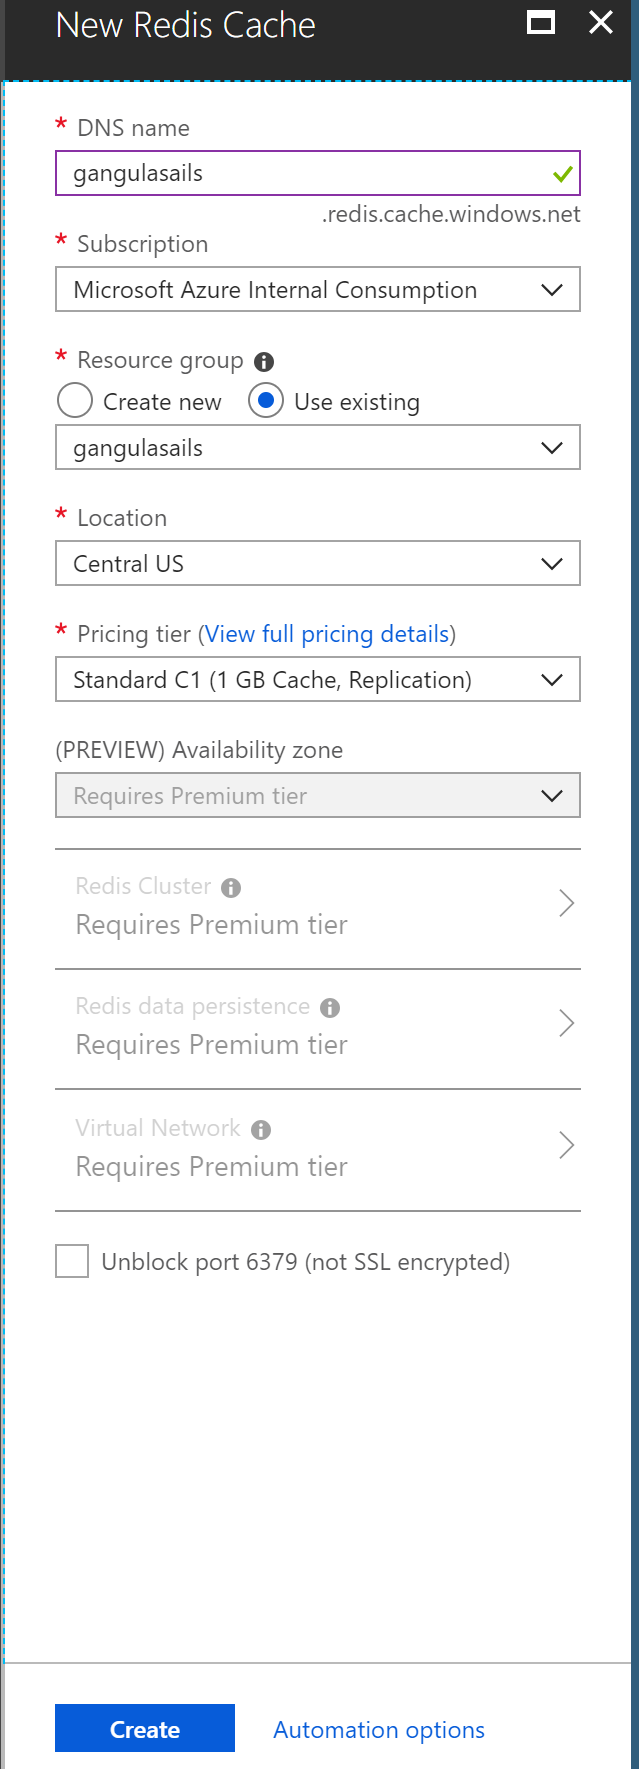 New Redis Cache
* DNS name
gangulasails
.redis.cache.windows.net
* Subscription
Microsoft Azure Internal Consumption
* Resource group
Create new Use existing
gangulasails
* Location
Central US
* Pricing tier (View full pricing details)
Standard C1 (1 GB Cache, Replication)
(PREVIEW) Availability zone
Requires Premium tier
Redis Cluster
Requires Premium tier
Redis data persistence
Requires Premium tier
Virtual Network
Requires Premium tier
Unblock port 6379 (not SSL encrypted)
Create Automation options